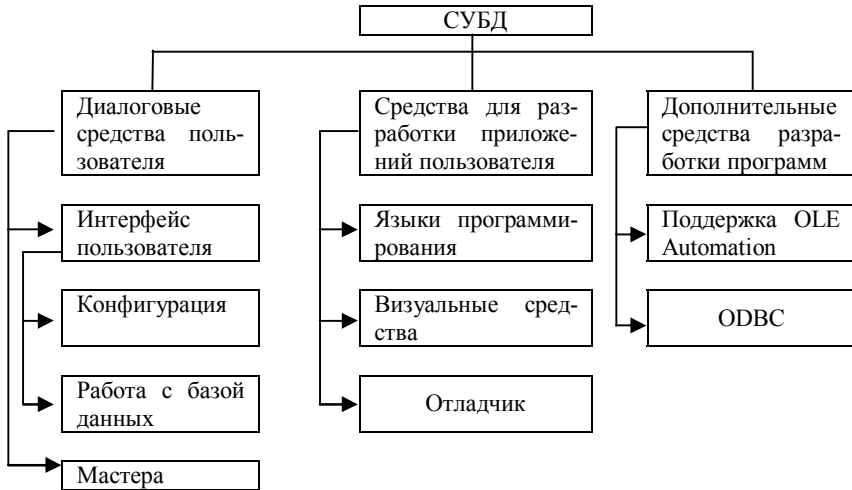 СУБД
Диалоговые
средства поль-
зователя
Средства для раз-
работки приложе-
ний пользователя
Дополнительные
средства разра-
ботки программ
Интерфейс
пользователя
Языки программи-
рования
Поддержка OLE
Automation
Конфигурация
Визуальные сред-
ства
ODBC
Работа с базой
данных
Отладчик
Мастера